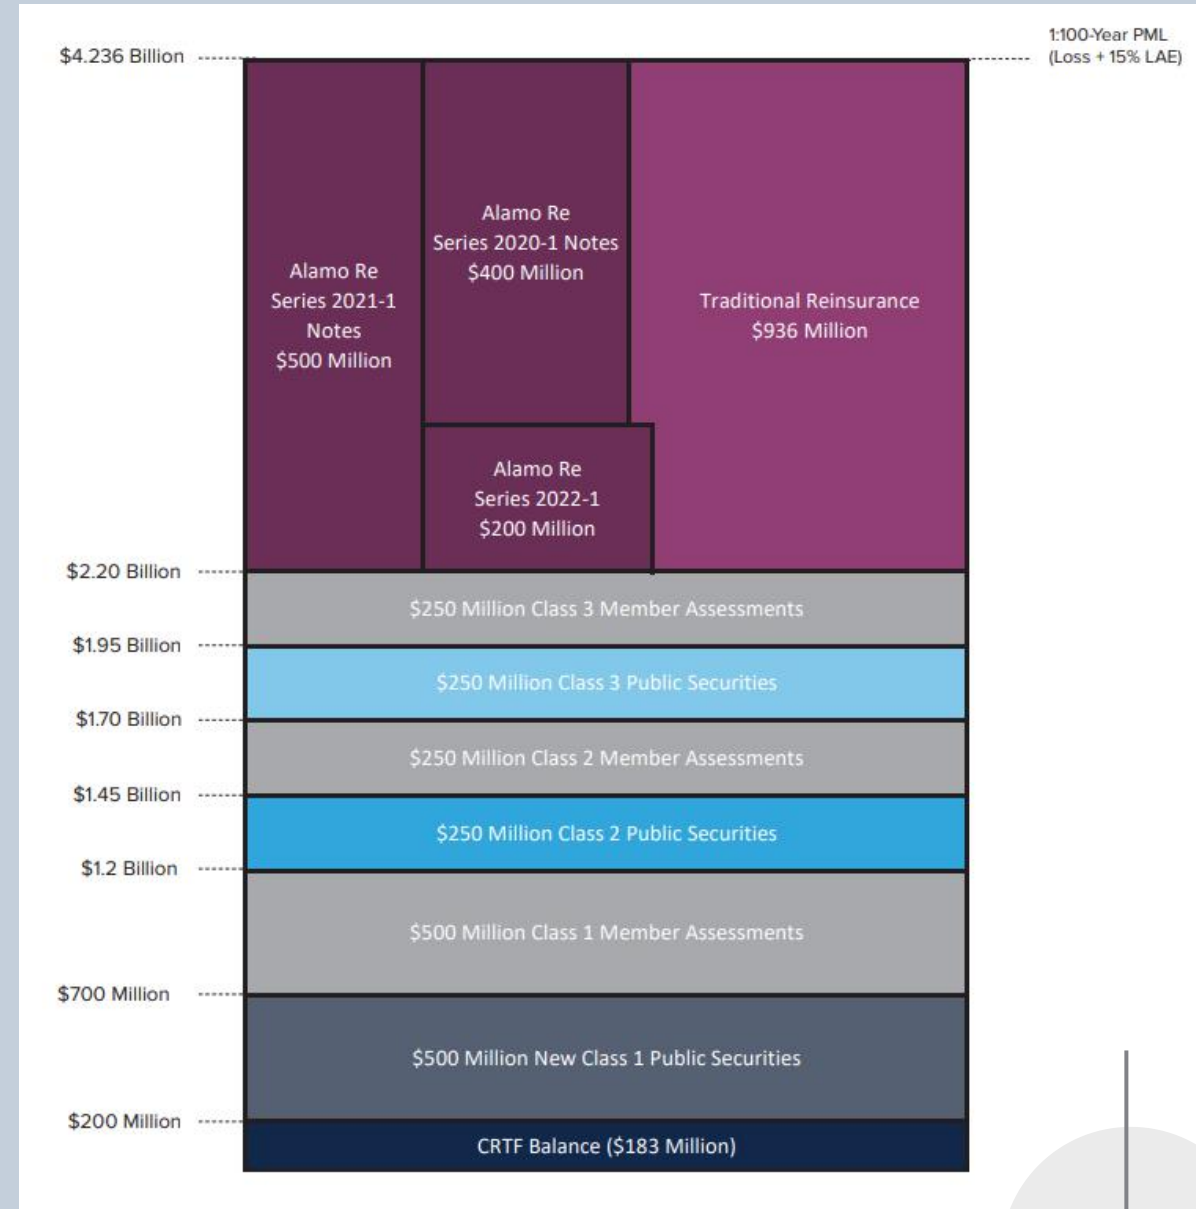 1:100-Year PML
(Loss + 15% LAE)
$4.236 Billion
Alamo Re
Series 2021-1
Notes
$500 Million
Alamo Re
Series 2020-1 Notes
$400 Million
Traditional Reinsurance
$936 Million
Alamo Re
Series 2022-1
$200 Million
$2.20 Billion
$250 Million Class 3 Member Assessments
$1.95 Billion
$250 Million Class 3 Public Securities
$1.70 Billion
$250 Million Class 2 Member Assessments
$1.45 Billion
$250 Million Class 2 Public Securities
$1.2 Billion
$500 Million Class 1 Member Assessments
$700 Million
$500 Million New Class 1 Public Securities
$200 Million
CRTF Balance ($183 Million)